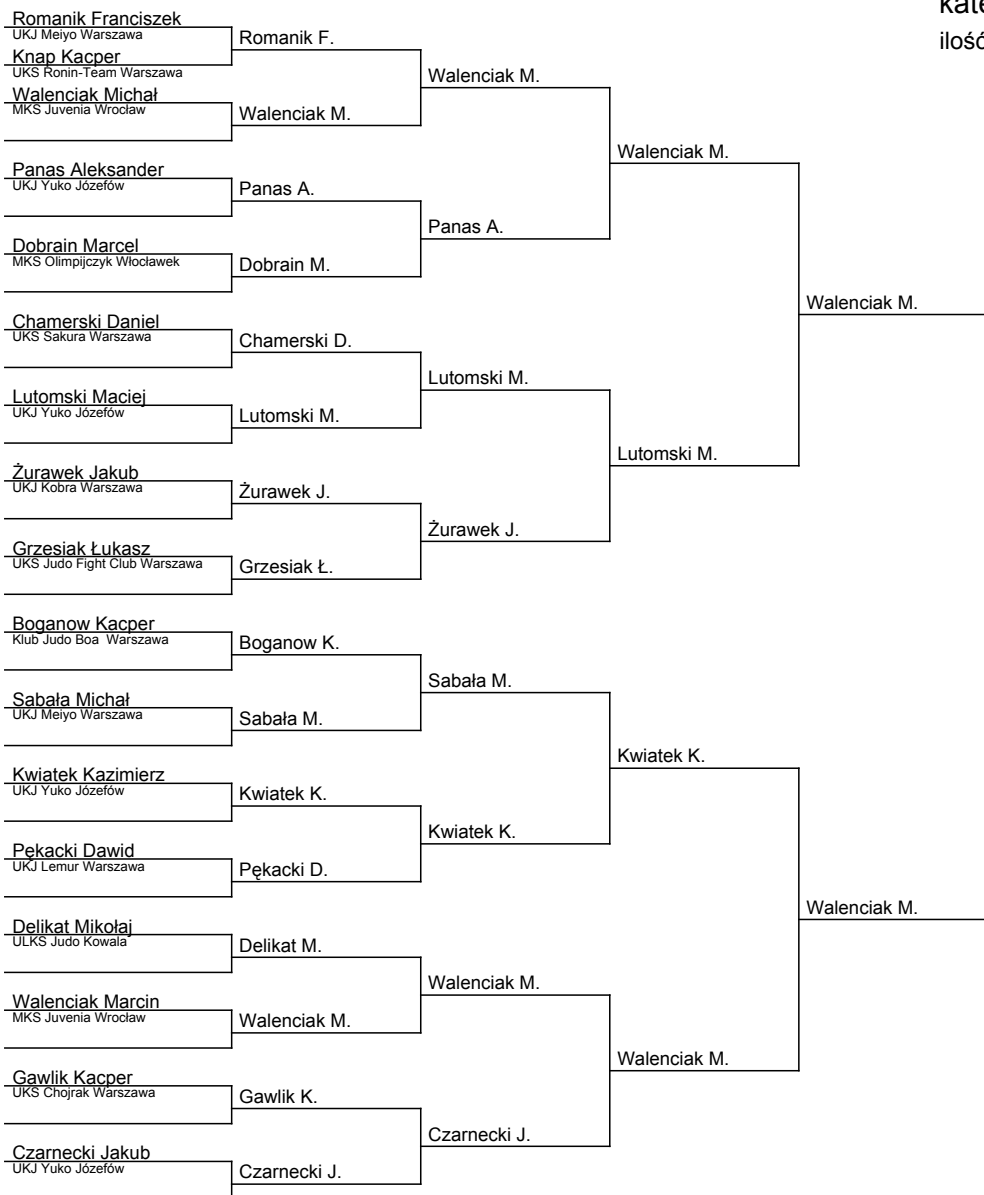 Romanik Franciszek
UKJ Meiyo Warszawa
Knap Kacper
UKS Ronin-Team Warszawa
Walenciak Michał
MKS Juvenia Wrocław
Panas Aleksander
UKJ Yuko Józefów
Dobrain Marcel
MKS Olimpijczyk Włocławek
Chamerski Daniel
UKS Sakura Warszawa
Lutomski Maciej
UKJ Yuko Józefów
Żurawek Jakub
UKJ Kobra Warszawa
Grzesiak Łukasz
UKS Judo Fight Club Warszawa
Boganow Kacper
Klub Judo Boa Warszawa
Sabała Michał
UKJ Meiyo Warszawa
Kwiatek Kazimierz
UKJ Yuko Józefów
Pękacki Dawid
UKJ Lemur Warszawa
Delikat Mikołaj
ULKS Judo Kowala
Walenciak Marcin
MKS Juvenia Wrocław
Gawlik Kacper
UKS Chojrak Warszawa
Czarnecki Jakub
UKJ Yuko Józefów
Romanik F.
Walenciak M.
Panas A.
Dobrain M.
Chamerski D.
Lutomski M.
Żurawek J.
Grzesiak Ł.
Boganow K.
Sabała M.
Kwiatek K.
Pękacki D.
Delikat M.
Walenciak M.
Gawlik K.
Czarnecki J.
Walenciak M.
Panas A.
Lutomski M.
Żurawek J.
Sabała M.
Kwiatek K.
Walenciak M.
Czarnecki J.
Walenciak M.
Lutomski M.
Kwiatek K.
Walenciak M.
Walenciak M.
Walenciak M.
ilość